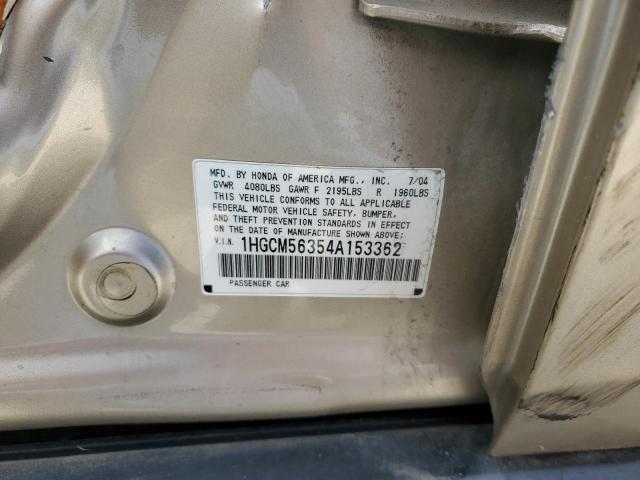 MFD. BY HONDA OF AMERICA MFG., INC. 7/04
GVWR 4080LBS GAWR F 2195LBS R 1960LBS
THIS VEHICLE CONFORMS TO ALL APPLICABLE
FEDERAL MOTOR VEHICLE SAFETY, BUMPER,
AND THEFT PREVENTION STANDARDS IN EFFECT
ON THE DATE OF MANUFACTURE SHOWN ABOVE:
V.I.N. 1HGCM56354A153362
PASSENGER CAR